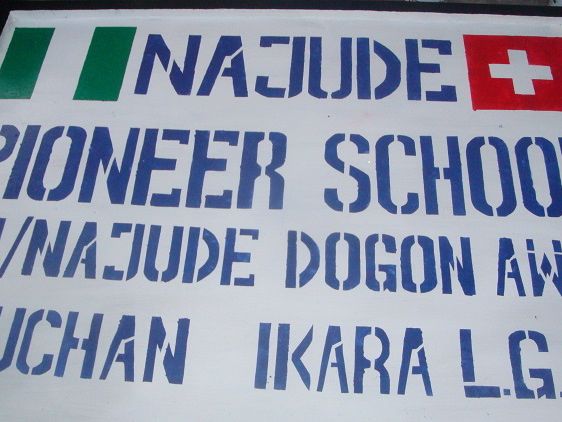 NAJUDE
PIONEER SCHOO
/NAJUDE DOGON AW
UCHAN IKARA L.G.